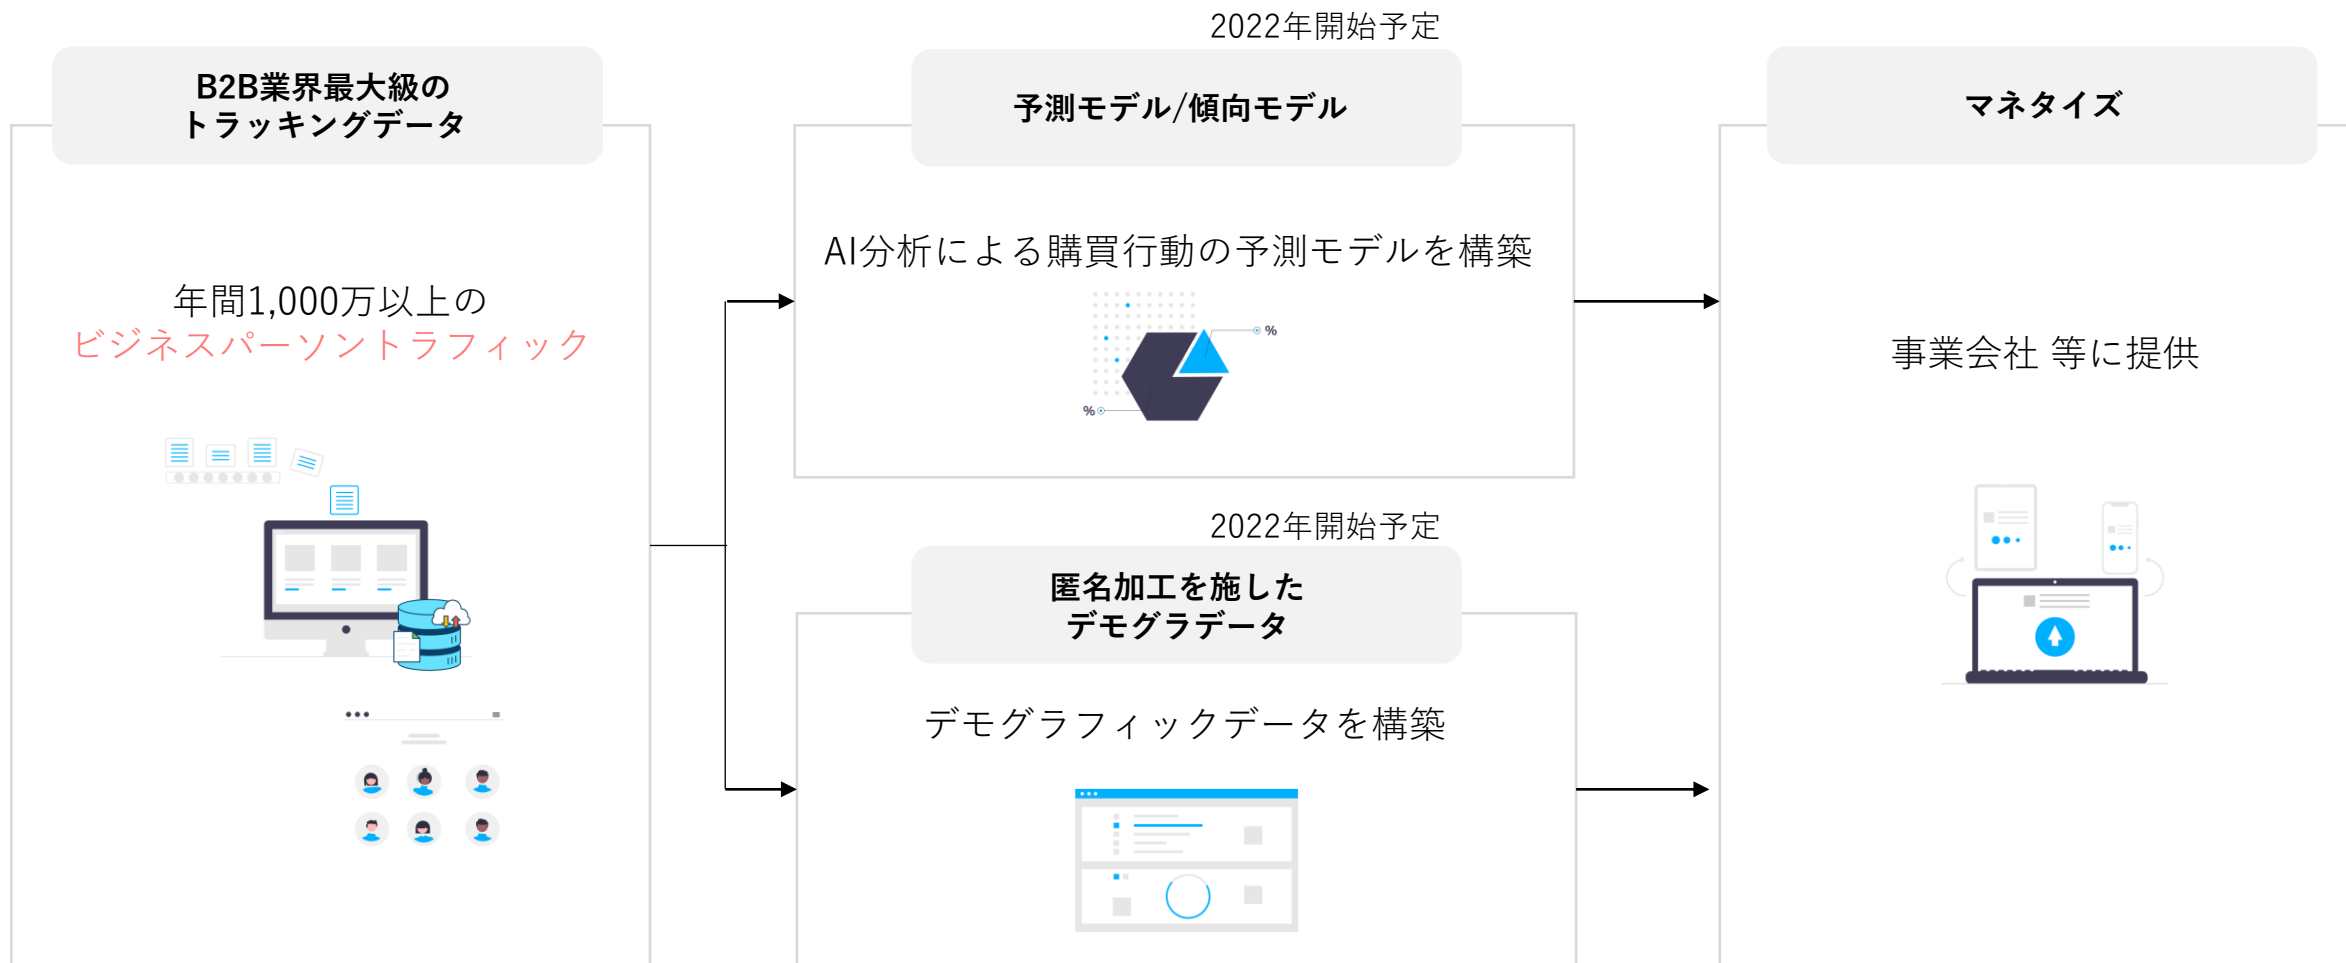 B2B業界最大級の
トラッキングデータ
年間1,000万以上の
ビジネスパーソントラフィック
2022年開始予定
予測モデル/傾向モデル
AI分析による購買行動の予測モデルを構築
%
%
2022年開始予定
匿名加工を施した
デモグラデータ
デモグラフィックデータを構築
マネタイズ
事業会社 等に提供